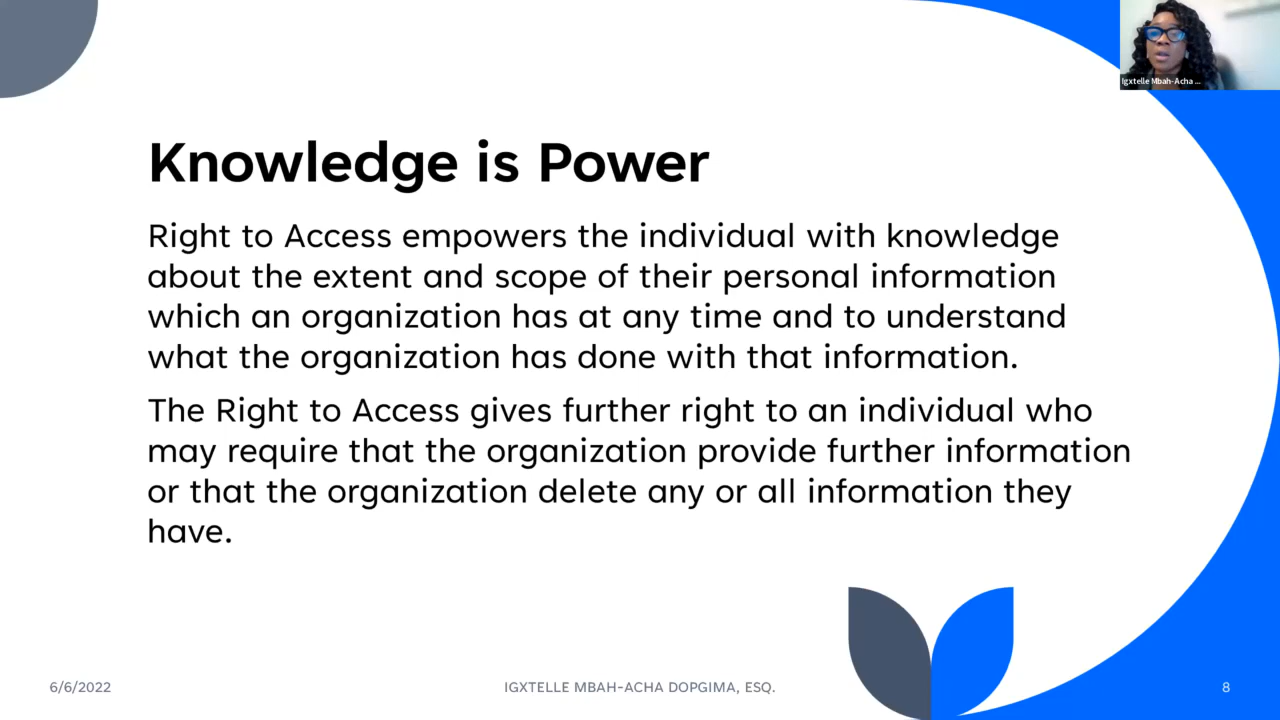 Igxtelle Mbah-Acha ...
Knowledge is Power
Right to Access empowers the individual with knowledge
about the extent and scope of their personal information
which an organization has at any time and to understand
what the organization has done with that information.
The Right to Access gives further right to an individual who
may require that the organization provide further information
or that the organization delete any or all information they
have.
6/6/2022
IGXTELLE MBAH-ACHA DOPGIMA, ESQ.
8